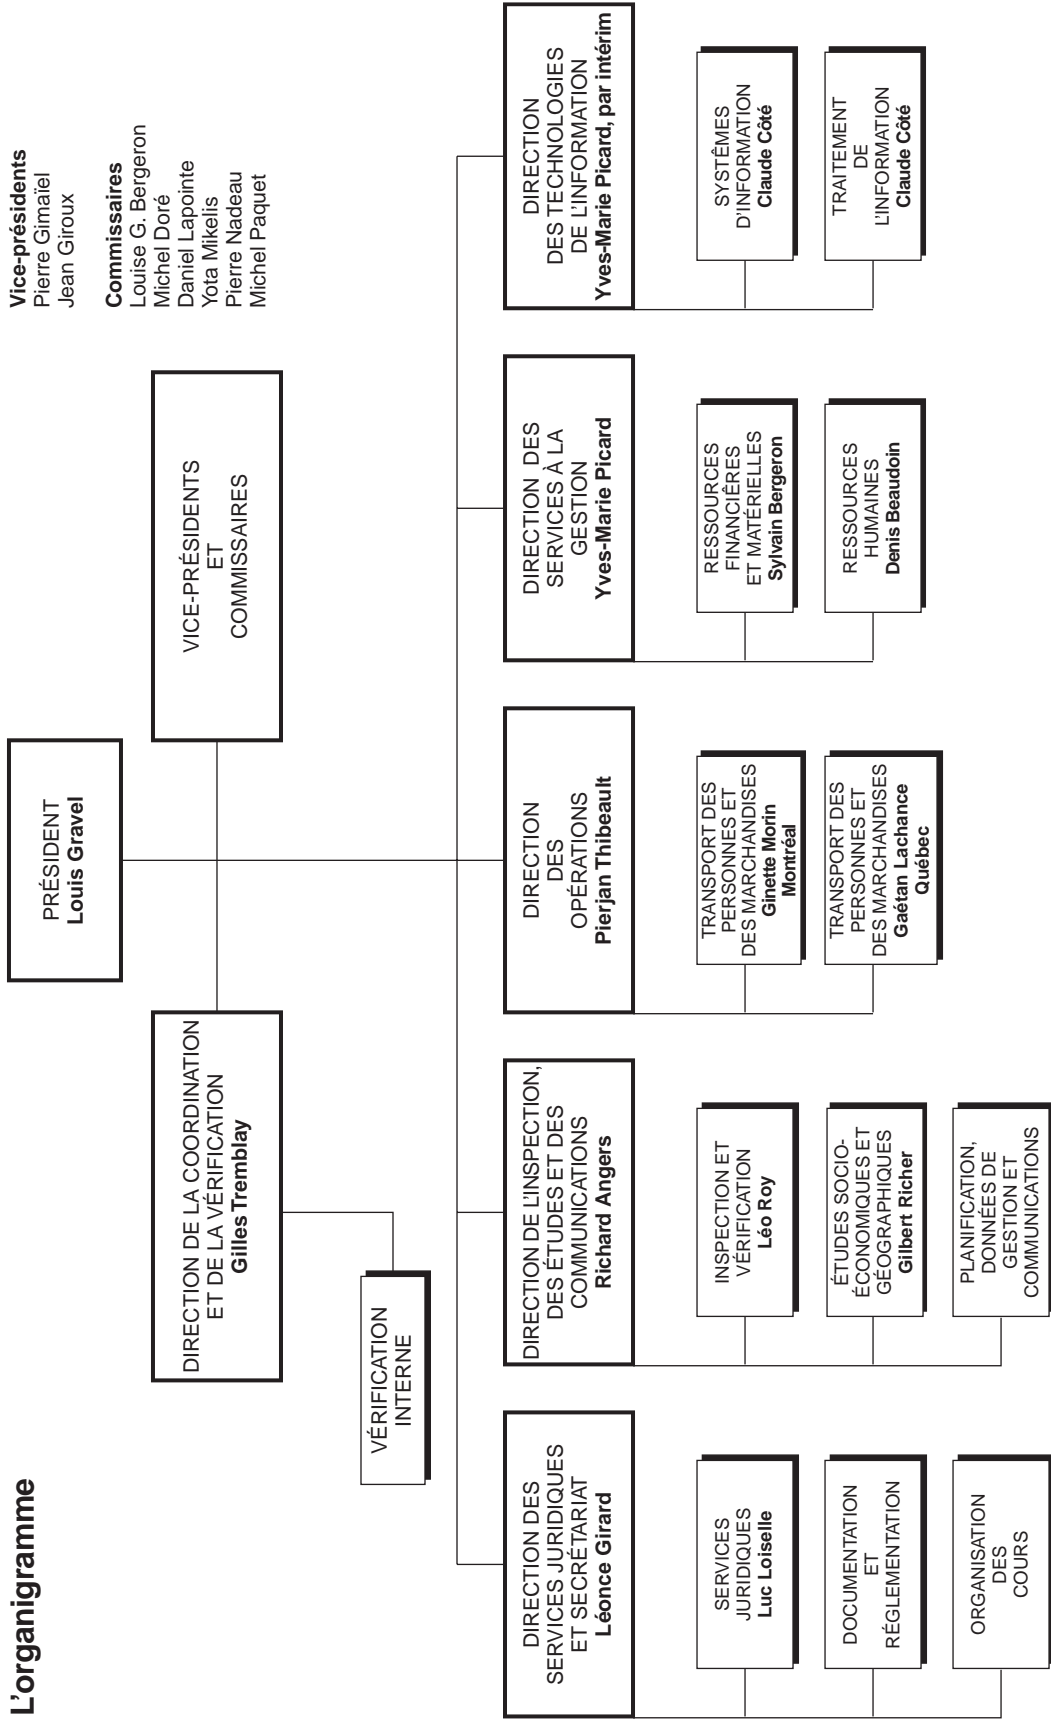 L'organigramme
PRÉSIDENT
Louis Gravel
Vice-présidents
Pierre Gimaïel
Jean Giroux
Commissaires
Louise G. Bergeron
Michel Doré
Daniel Lapointe
Yota Mikelis
Pierre Nadeau
Michel Paquet
DIRECTION DE LA COORDINATION
ET DE LA VÉRIFICATION
Gilles Tremblay
VICE-PRÉSIDENTS
ET
COMMISSAIRES
VÉRIFICATION
INTERNE
DIRECTION DES
SERVICES JURIDIQUES
ET SECRÉTARIAT
Léonce Girard
SERVICES
JURIDIQUES
Luc Loiselle
DOCUMENTATION
ET
RÉGLEMENTATION
ORGANISATION
DES
COURS
DIRECTION DE L'INSPECTION,
DES ÉTUDES ET DES
COMMUNICATIONS
Richard Angers
INSPECTION ET
VÉRIFICATION
Léo Roy
ÉTUDES SOCIO-
ÉCONOMIQUES ET
GÉOGRAPHIQUES
Gilbert Richer
PLANIFICATION,
DONNÉES DE
GESTION ET
COMMUNICATIONS
DIRECTION
DES
OPÉRATIONS
Pierjan Thibeault
TRANSPORT DES
PERSONNES ET
DES MARCHANDISES
Ginette Morin
Montréal
TRANSPORT DES
PERSONNES ET
DES MARCHANDISES
Gaétan Lachance
Québec
DIRECTION DES
SERVICES À LA
GESTION
Yves-Marie Picard
RESSOURCES
FINANCIÈRES
ET MATÉRIELLES
Sylvain Bergeron
RESSOURCES
HUMAINES
Denis Beaudoin
DIRECTION
DES TECHNOLOGIES
DE L'INFORMATION
Yves-Marie Picard, par intérim
SYSTÈMES
D'INFORMATION
Claude Côté
TRAITEMENT
DE
L'INFORMATION
Claude Côté